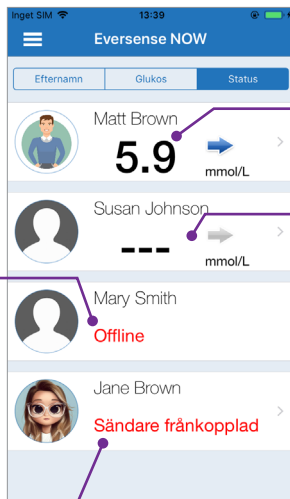 Inget SIM 13:39
Eversense NOW
Efternamn Glukos Status
Matt Brown
5.9
mmol/L
Susan Johnson
---
mmol/L
Mary Smith
Offline
Jane Brown
Sändare frånkopplad